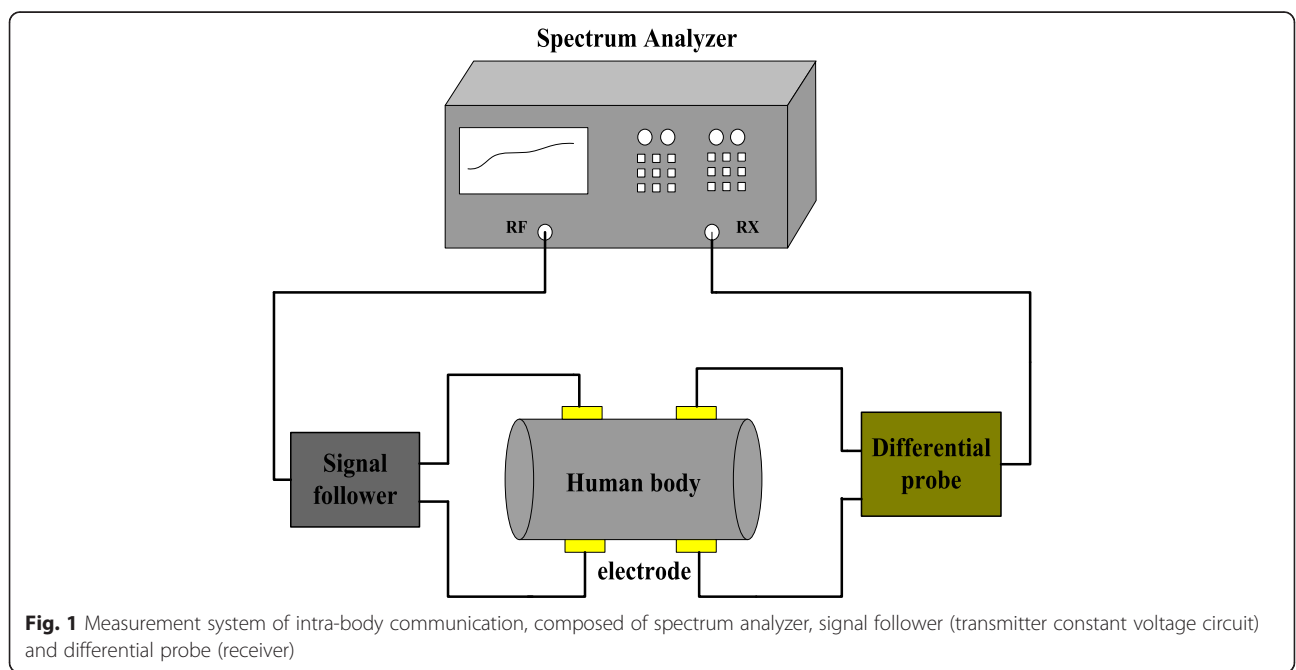 Spectrum Analyzer
RF
RX
Signal
follower
Human body
Differential
probe
electrode
Fig. 1 Measurement system of intra-body communication, composed of spectrum analyzer, signal follower (transmitter constant voltage circuit)
and differential probe (receiver)